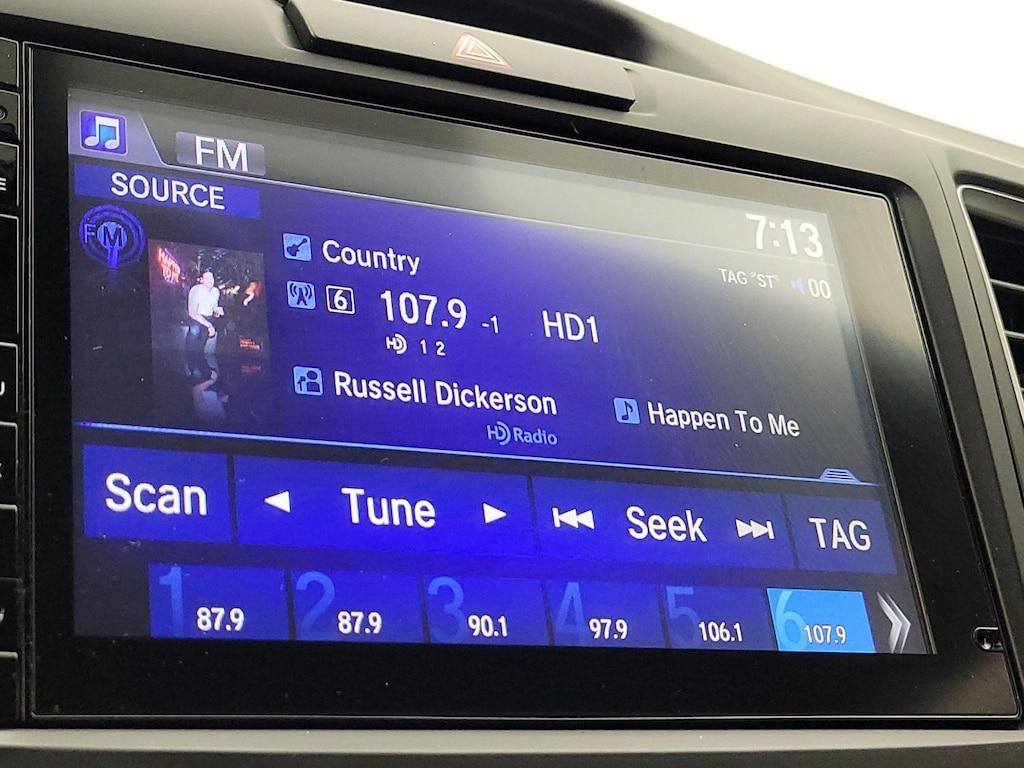 FM
SOURCE
7:13
FM
Country
TAG "ST" 00
6 107.9 -1 HD1
HD 1 2
Russell Dickerson
Happen To Me
HD Radio
Scan Tune Seek TAG
1 87.9 2 87.9 3 90.1 4 97.9 5 106.1 6 107.9